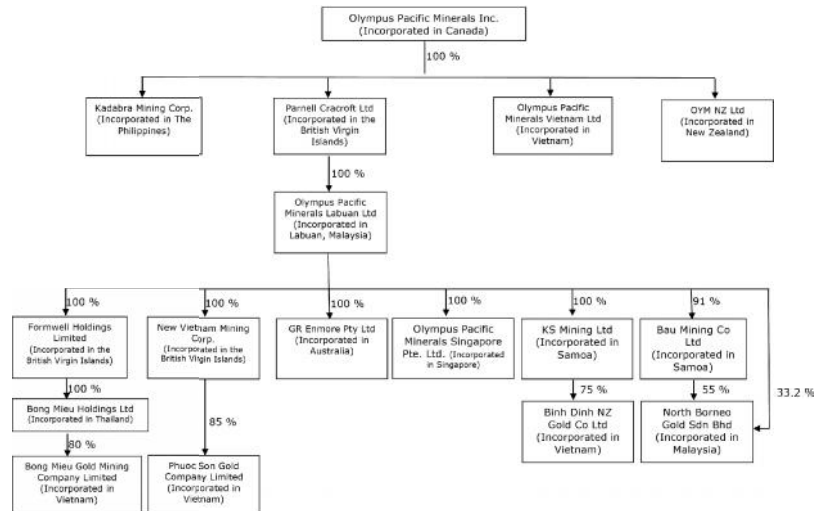 Olympus Pacific Minerals Inc.
(Incorporated in Canada)
100 %
Kadabra Mining Corp.
(Incorporated in The
Philippines)
Parnell Cracroft Ltd
(Incorporated in the
British Virgin
Islands)
Olympus Pacific
Minerals Vietnam Ltd
(Incorporated in
Vietnam)
OYM NZ Ltd
(Incorporated in
New Zealand)
100 %
Olympus Pacific
Minerals Labuan Ltd
(Incorporated in
Labuan, Malaysia)
100 %
100 %
100 %
100 %
100 %
91 %
Formwell Holdings
Limited
(Incorporated in the
British Virgin Islands)
New Vietnam Mining
Corp.
(Incorporated in the
British Virgin Islands)
GR Enmore Pty Ltd
(Incorporated in
Australia)
Olympus Pacific
Minerals Singapore
Pte. Ltd. (Incorporated
in Singapore)
KS Mining Ltd
(Incorporated in
Samoa)
Bau Mining Co
Ltd
(Incorporated in
Samoa)
33.2 %
100 %
85 %
75 %
55 %
Bong Mieu Holdings Ltd
(Incorporated in Thailand)
Binh Dinh NZ
Gold Co Ltd
(Incorporated in
Vietnam)
North Borneo
Gold Sdn Bhd
(Incorporated in
Malaysia)
80 %
Bong Mieu Gold Mining
Company Limited
(Incorporated in
Vietnam)
Phuoc Son Gold
Company Limited
(Incorporated in
Vietnam)